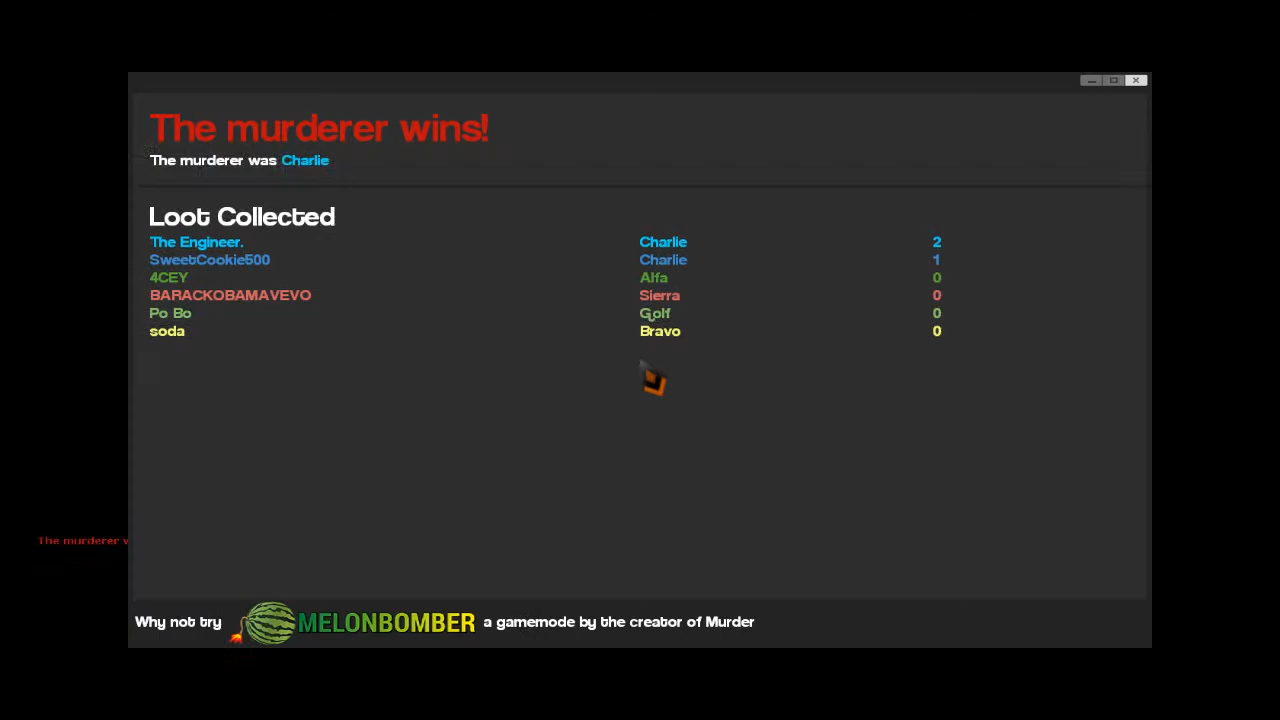 The murderer wins!
The murderer was Charlie
Loot Collected
The Engineer. Charlie 2
SweetCookie500 Charlie 1
4CEY Alfa 0
BARACKOBAMAVEVO Sierra 0
Po Bo Golf 0
soda Bravo 0
The murderer w
Why not try MELONBOMBER a gamemode by the creator of Murder